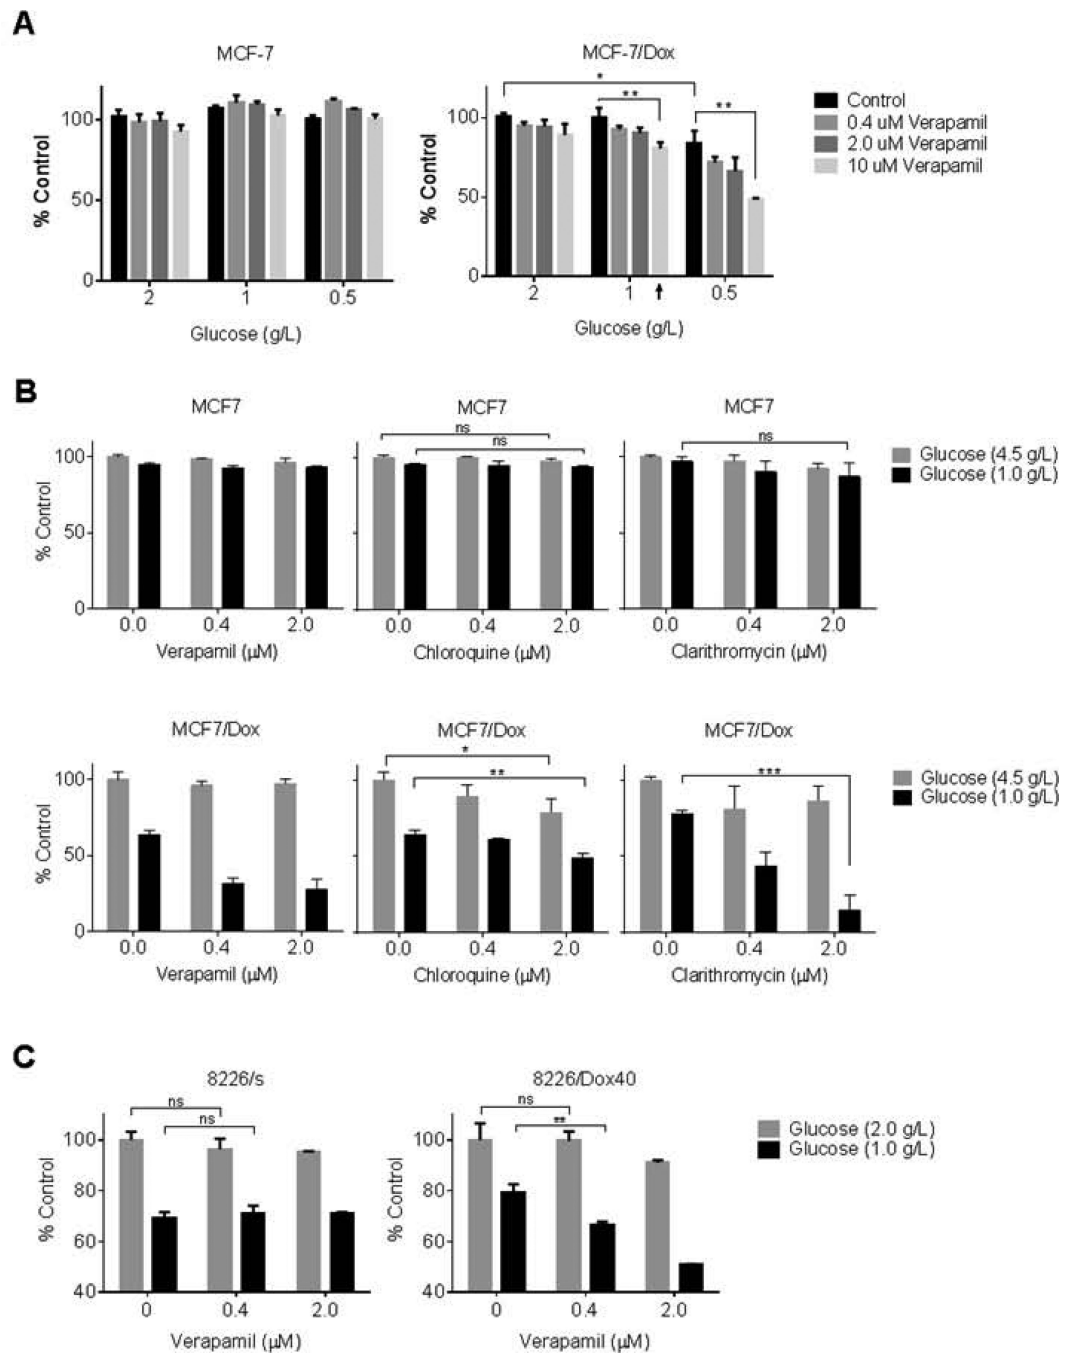 A
MCF-7
MCF-7/Dox
% Control
100
50
0
2 1 0.5
Glucose (g/L)
% Control
100
50
0
* ** **
2 1 0.5
Glucose (g/L)
Control
0.4 uM Verapamil
2.0 uM Verapamil
10 uM Verapamil
B
MCF7
% Control
100
50
0
0.0 0.4 2.0
Verapamil (µM)
MCF7
ns
ns
0.0 0.4 2.0
Chloroquine (µM)
MCF7
ns
0.0 0.4 2.0
Clarithromycin (µM)
Glucose (4.5 g/L)
Glucose (1.0 g/L)
MCF7/Dox
% Control
100
50
0
0.0 0.4 2.0
Verapamil (µM)
MCF7/Dox
*
**
0.0 0.4 2.0
Chloroquine (µM)
MCF7/Dox
***
0.0 0.4 2.0
Clarithromycin (µM)
Glucose (4.5 g/L)
Glucose (1.0 g/L)
C
8226/s
ns
ns
% Control
100
80
60
40
0 0.4 2.0
Verapamil (µM)
8226/Dox40
ns
**
% Control
100
80
60
40
0 0.4 2.0
Verapamil (µM)
Glucose (2.0 g/L)
Glucose (1.0 g/L)